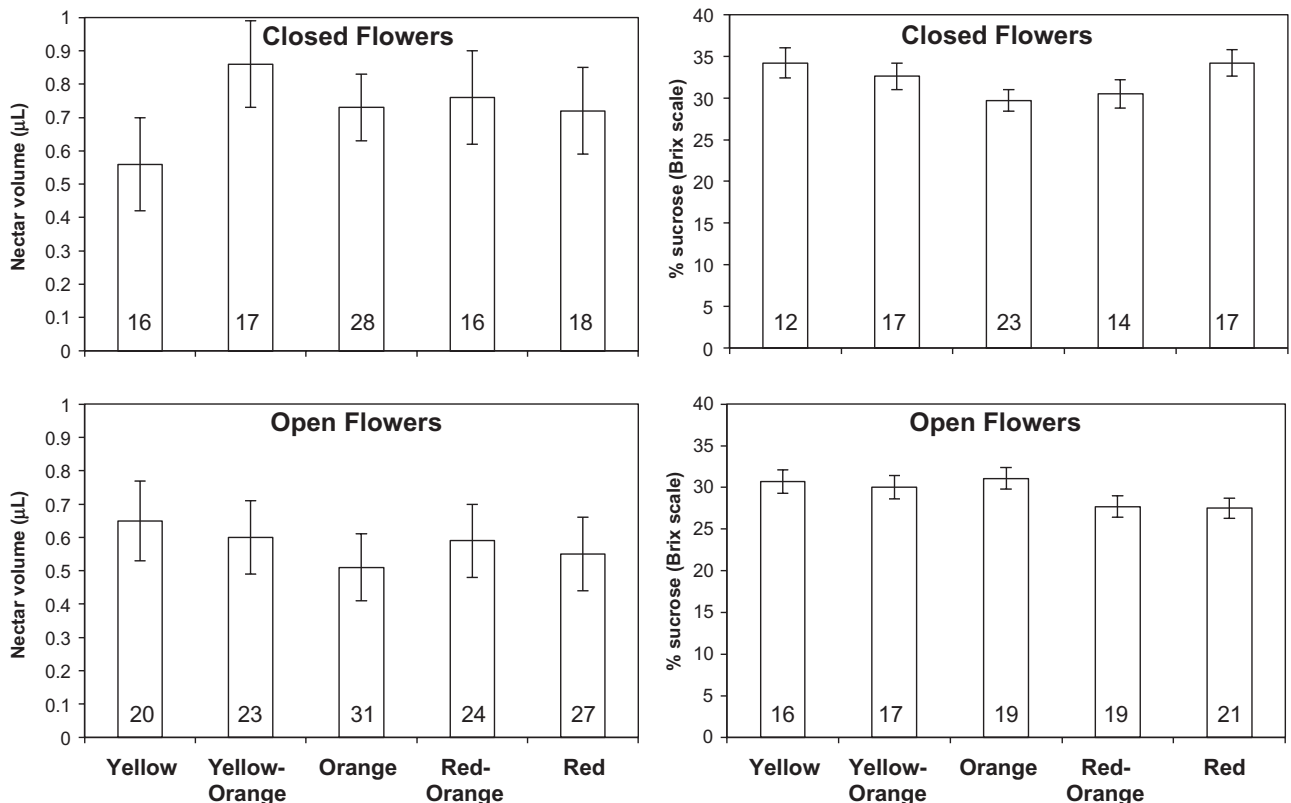 Closed Flowers
Nectar volume (µL)
1
0.9
0.8
0.7
0.6
0.5
0.4
0.3
0.2
0.1
0
16 17 28 16 18
Closed Flowers
% sucrose (Brix scale)
40
35
30
25
20
15
10
5
0
12 17 23 14 17
Open Flowers
Nectar volume (µL)
1
0.9
0.8
0.7
0.6
0.5
0.4
0.3
0.2
0.1
0
20 23 31 24 27
Yellow Yellow- Orange Red- Red
Orange Orange
Open Flowers
% sucrose (Brix scale)
40
35
30
25
20
15
10
5
0
16 17 19 19 21
Yellow Yellow- Orange Red- Red
Orange Orange